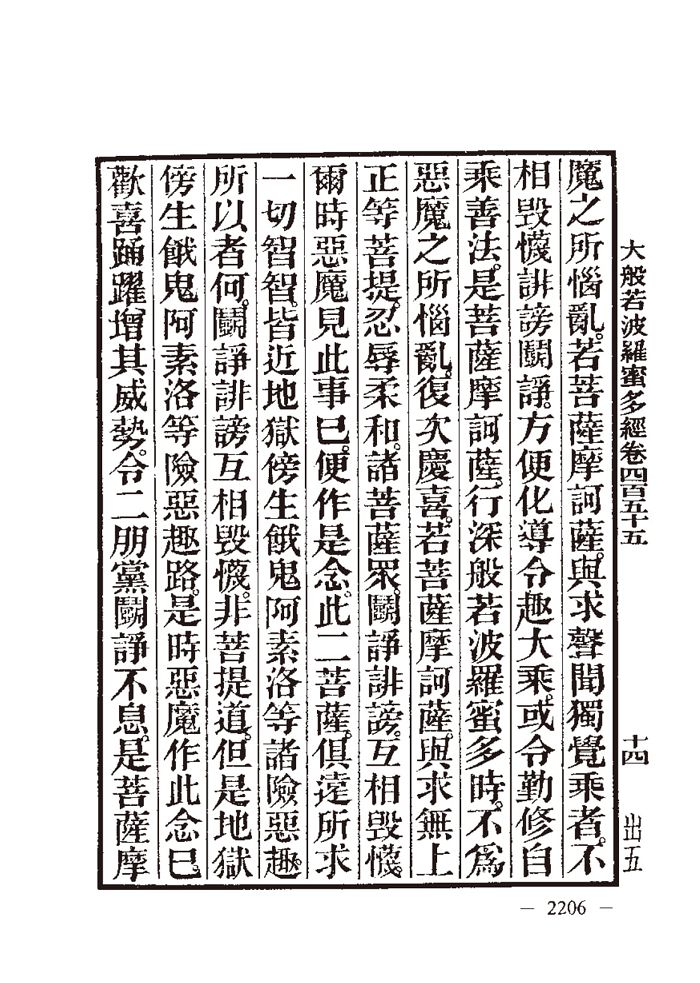 大般若波羅蜜多經卷四百五十五
十四
出五
魔之所惱亂。若菩薩摩訶薩。與求聲聞獨覺乘者。不
相毀懱誹謗鬬諍。方便化導令趣大乘。或令勤修自
乘善法。是菩薩摩訶薩。行深般若波羅蜜多時。不爲
惡魔之所惱亂。復次慶喜。若菩薩摩訶薩。與求無上
正等菩提。忍辱柔和。諸菩薩眾。鬬諍誹謗。互相毀懱。
爾時惡魔見此事已。便作是念。此二菩薩。俱遠所求
一切智智。皆近地獄傍生餓鬼阿素洛等諸險惡趣。
所以者何。鬬諍誹謗互相毀懱。非菩提道。但是地獄
傍生餓鬼阿素洛等險惡趣路。是時惡魔作此念已。
歡喜踊躍增其威勢。令二朋黨鬬諍不息。是菩薩摩
— 2206 —